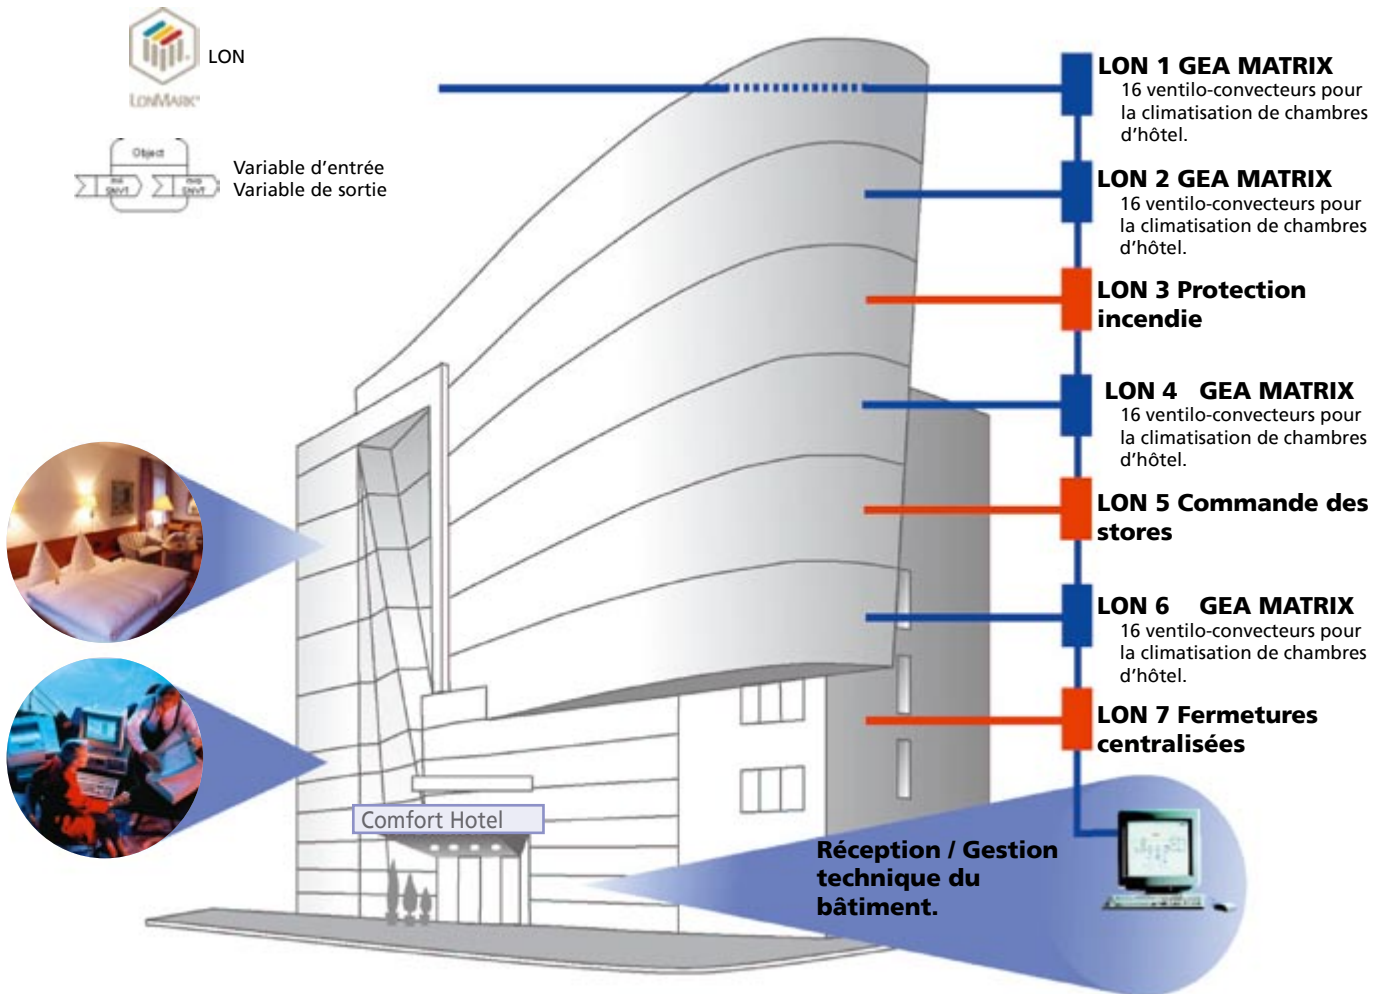 LON
LONMARK®
Object
nvi
SNVT
nvo
SNVT
Variable d'entrée
Variable de sortie
LON 1 GEA MATRIX
16 ventilo-convecteurs pour
la climatisation de chambres
d'hôtel.
LON 2 GEA MATRIX
16 ventilo-convecteurs pour
la climatisation de chambres
d'hôtel.
LON 3 Protection
incendie
LON 4 GEA MATRIX
16 ventilo-convecteurs pour
la climatisation de chambres
d'hôtel.
LON 5 Commande des
stores
LON 6 GEA MATRIX
16 ventilo-convecteurs pour
la climatisation de chambres
d'hôtel.
LON 7 Fermetures
centralisées
Comfort Hotel
Réception / Gestion
technique du
bâtiment.